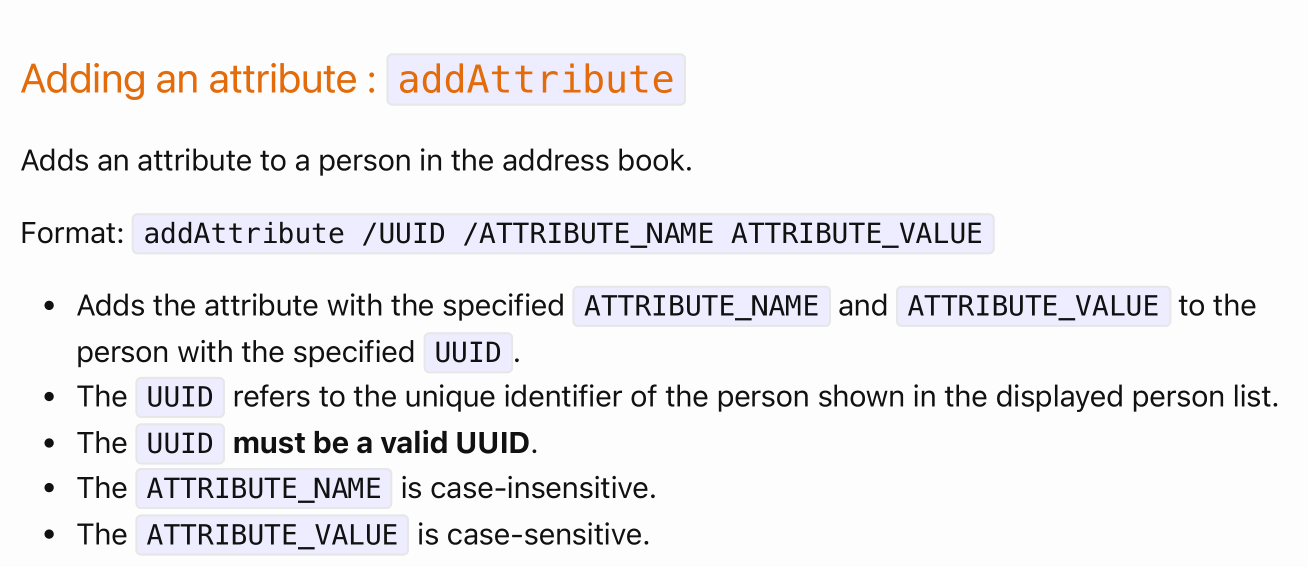 Adding an attribute : addAttribute
Adds an attribute to a person in the address book.
Format: addAttribute /UUID /ATTRIBUTE_NAME ATTRIBUTE_VALUE
• Adds the attribute with the specified ATTRIBUTE_NAME and ATTRIBUTE_VALUE to the
person with the specified UUID.
• The UUID refers to the unique identifier of the person shown in the displayed person list.
• The UUID must be a valid UUID.
• The ATTRIBUTE_NAME is case-insensitive.
• The ATTRIBUTE_VALUE is case-sensitive.